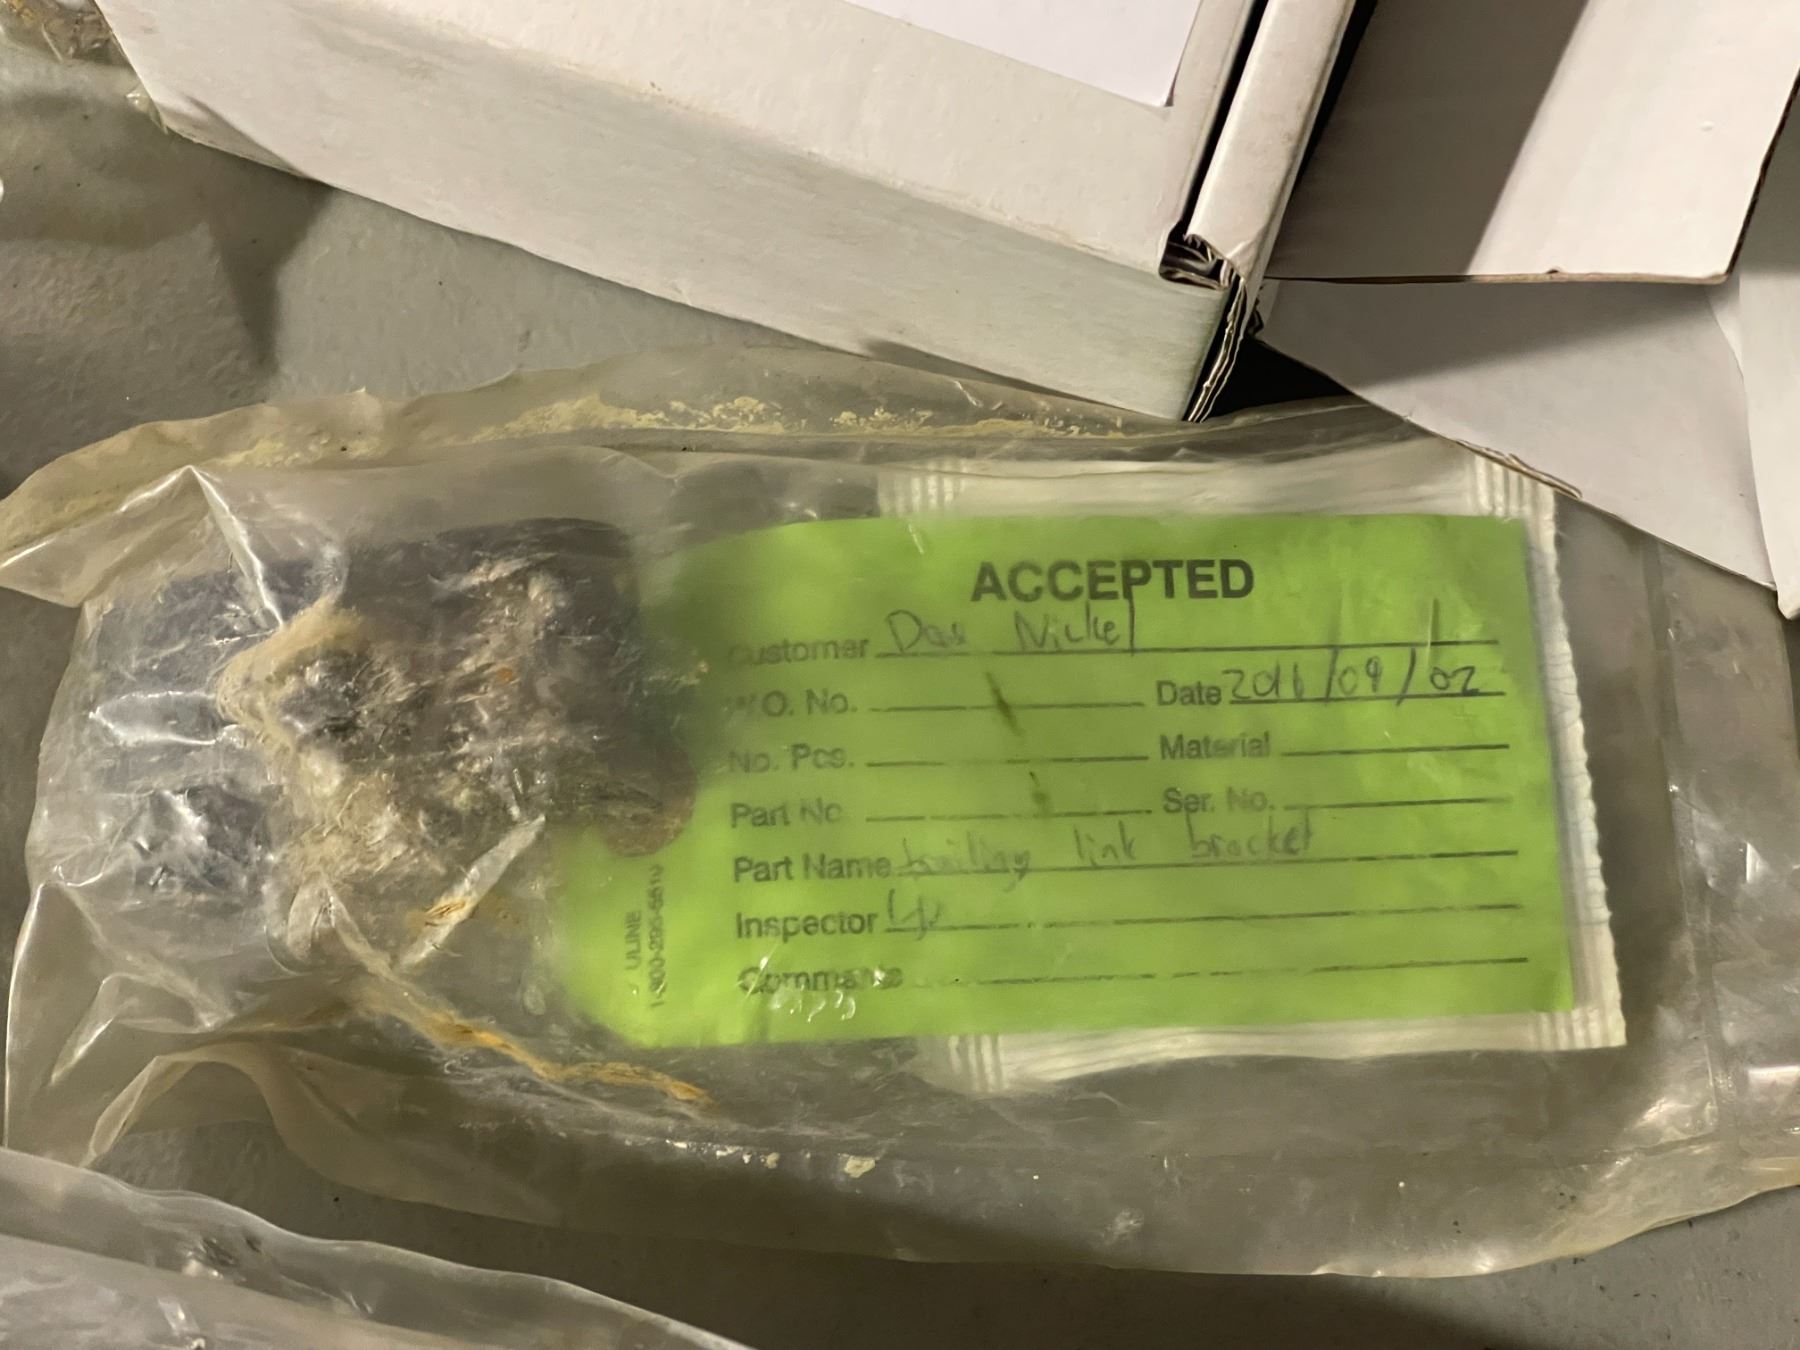 ACCEPTED
Customer Dan Nickel
W.O. No. Date 2016/09/02
No. Pcs. Material
Part No. Ser. No.
Part Name trailing link bracket
Inspector
Comments
ULINE
1-800-295-5510